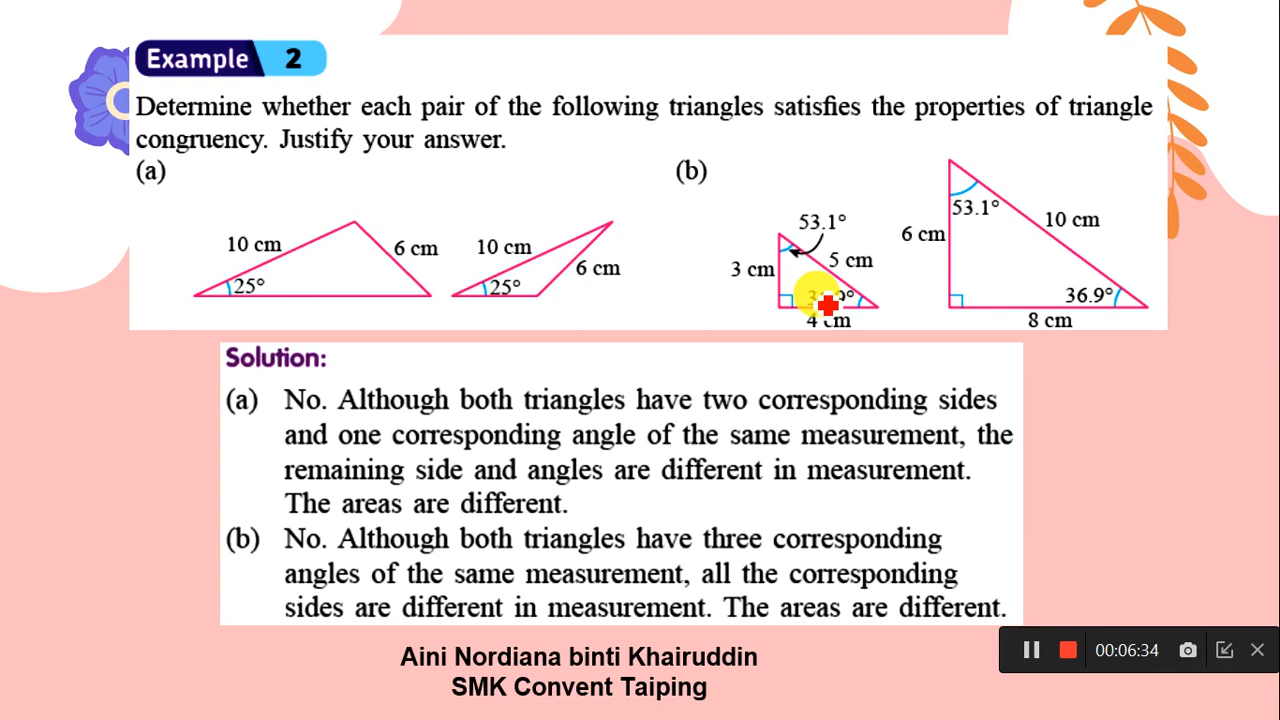 Example 2
Determine whether each pair of the following triangles satisfies the properties of triangle
congruency. Justify your answer.
(a)
10 cm
6 cm
25°
10 cm
6 cm
25°
(b)
53.1°
3 cm
5 cm
4 cm
53.1°
6 cm
10 cm
36.9°
8 cm
Solution:
(a) No. Although both triangles have two corresponding sides
and one corresponding angle of the same measurement, the
remaining side and angles are different in measurement.
The areas are different.
(b) No. Although both triangles have three corresponding
angles of the same measurement, all the corresponding
sides are different in measurement. The areas are different.
Aini Nordiana binti Khairuddin
SMK Convent Taiping
00:06:34